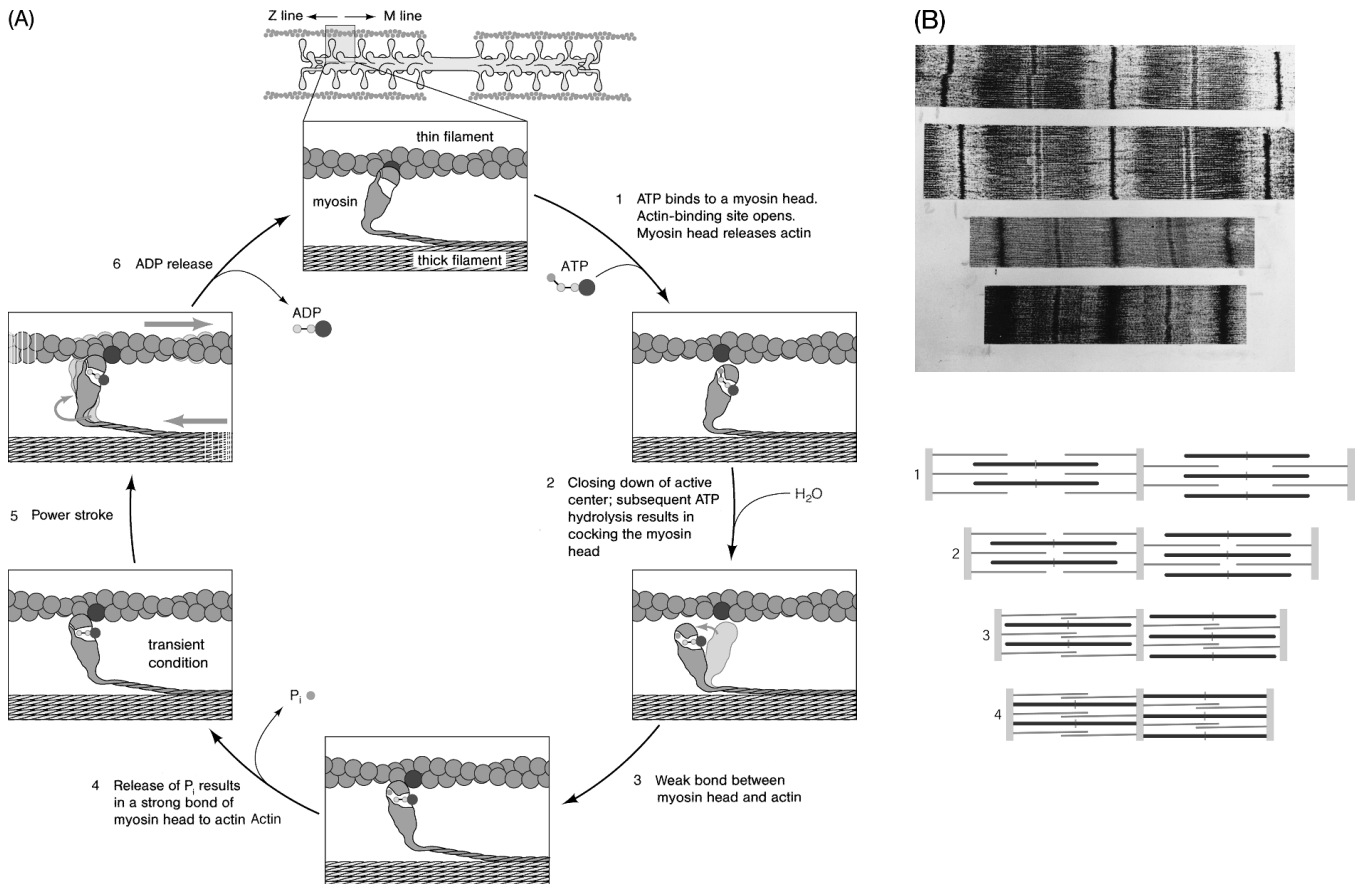 (A)
Z line M line
thin filament
myosin
thick filament
1 ATP binds to a myosin head.
Actin-binding site opens.
Myosin head releases actin
ATP
2 Closing down of active
center; subsequent ATP
hydrolysis results in
cocking the myosin
head
H2O
3 Weak bond between
myosin head and actin
4 Release of Pi results
in a strong bond of
myosin head to actin Actin
Pi
transient
condition
5 Power stroke
6 ADP release
ADP
(B)
1
2
3
4